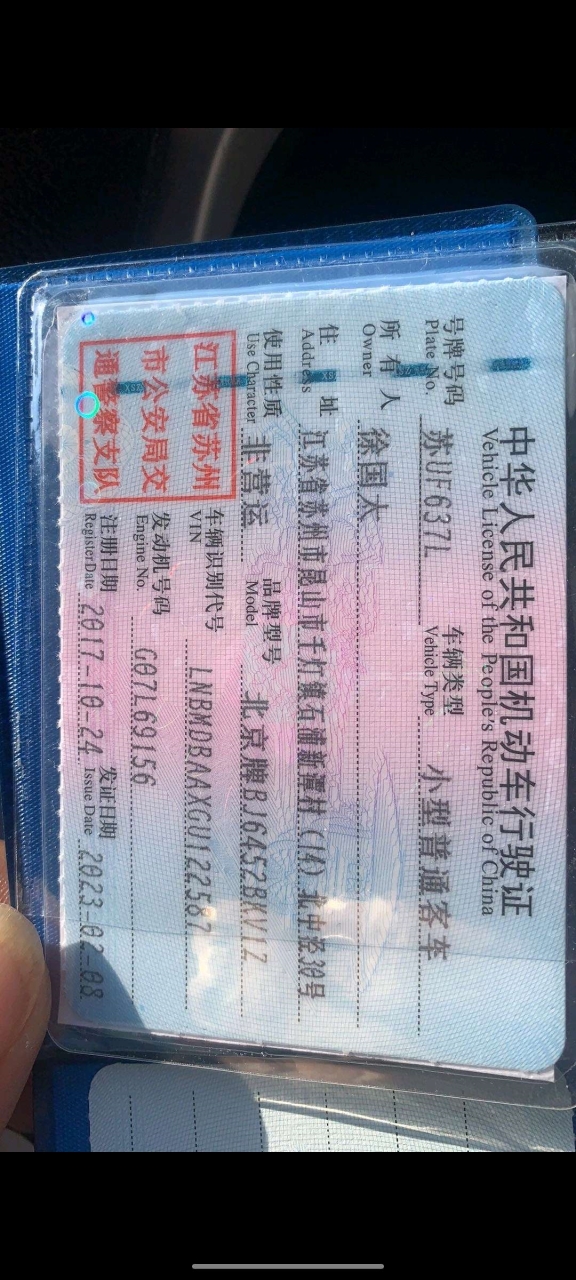 中华人民共和国机动车行驶证
Vehicle License of the People's Republic of China
号牌号码 苏UF637L 车辆类型 小型普通客车
Plate No. Vehicle Type
所有人 徐国大
Owner
住址 江苏省苏州市昆山市千灯镇石浦新潭村(14)北中泾30号
Address
使用性质 非营运 品牌型号 北京牌BJ6452BKV1Z
Use Character Model
江苏省苏州
市公安局交
通警察支队
车辆识别代号 LNBMDBAAXGU122587
VIN
发动机号码 G07L69156
Engine No.
注册日期 2017-10-24 发证日期 2023-02-08
Register Date Issue Date